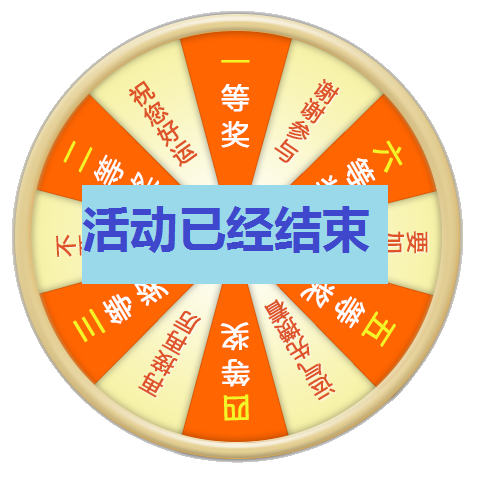 一等奖
谢谢参与
六等奖
要加
五等奖
运气先攒着
四等奖
再接再厉
三等奖
不
二等奖
祝您好运
活动已经结束